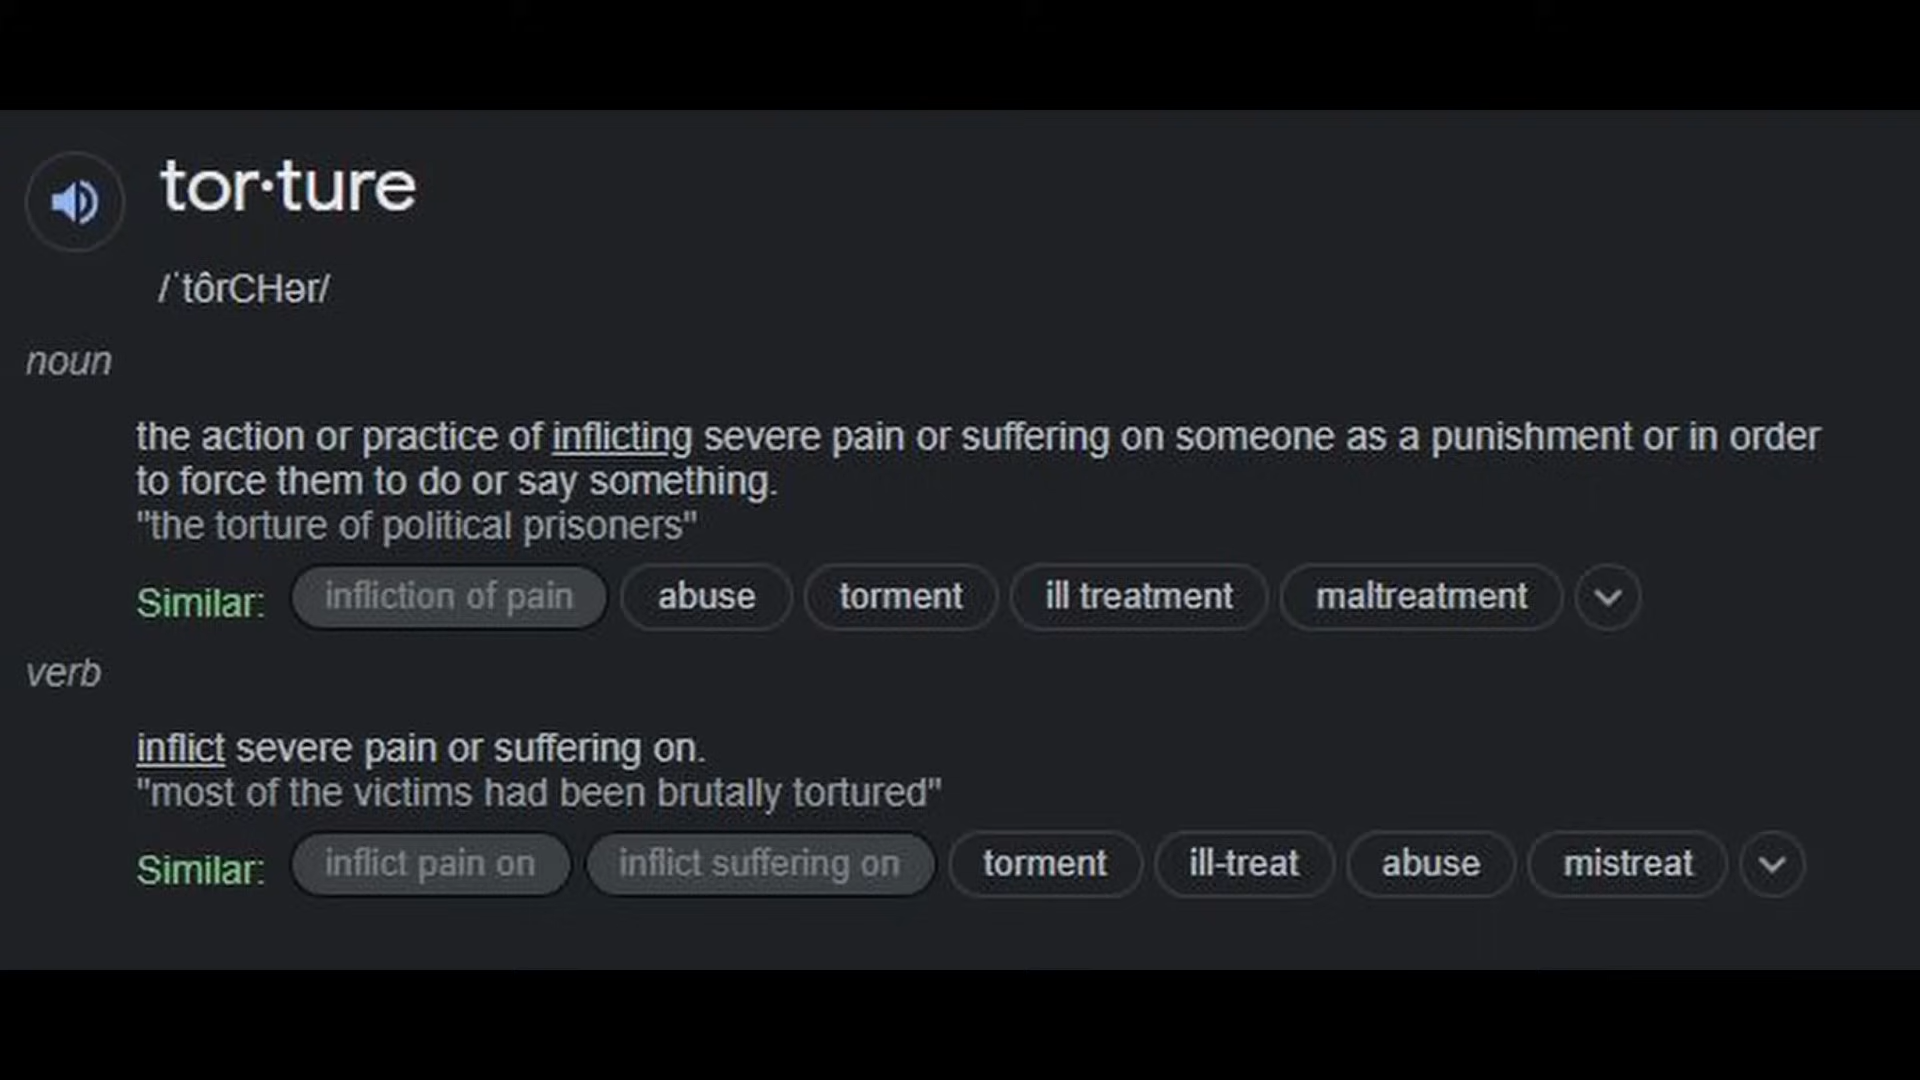 tor·ture
/ˈtôrCHər/
noun
the action or practice of inflicting severe pain or suffering on someone as a punishment or in order
to force them to do or say something.
"the torture of political prisoners"
Similar: infliction of pain abuse torment ill treatment maltreatment
verb
inflict severe pain or suffering on.
"most of the victims had been brutally tortured"
Similar: inflict pain on inflict suffering on torment ill-treat abuse mistreat